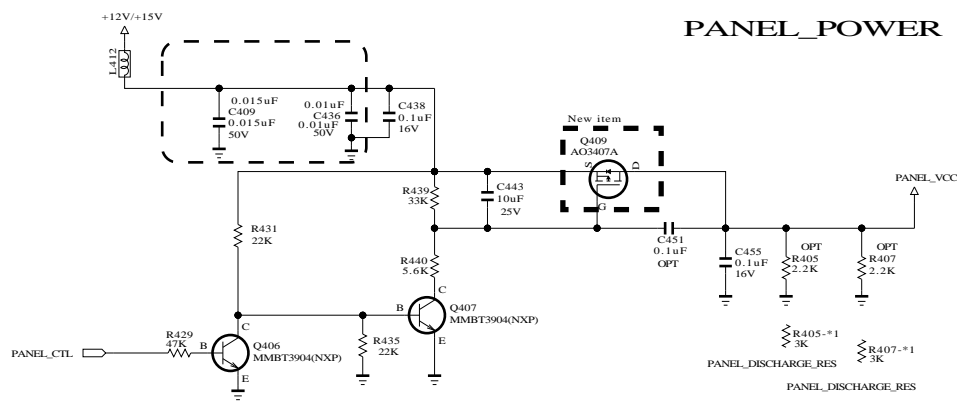 +12V/+15V
PANEL_POWER
L412
0.015uF
C409
0.015uF
50V
0.01uF
C436
0.01uF
50V
C438
0.1uF
16V
New item
Q409
AO3407A
S
D
G
PANEL_VCC
R439
33K
C443
10uF
25V
R431
22K
R440
5.6K
C451
0.1uF
OPT
C455
0.1uF
16V
OPT
R405
2.2K
OPT
R407
2.2K
C
B
Q407
MMBT3904(NXP)
E
PANEL_CTL
R429
47K
B
C
Q406
MMBT3904(NXP)
E
R435
22K
R405-*1
3K
PANEL_DISCHARGE_RES
R407-*1
3K
PANEL_DISCHARGE_RES